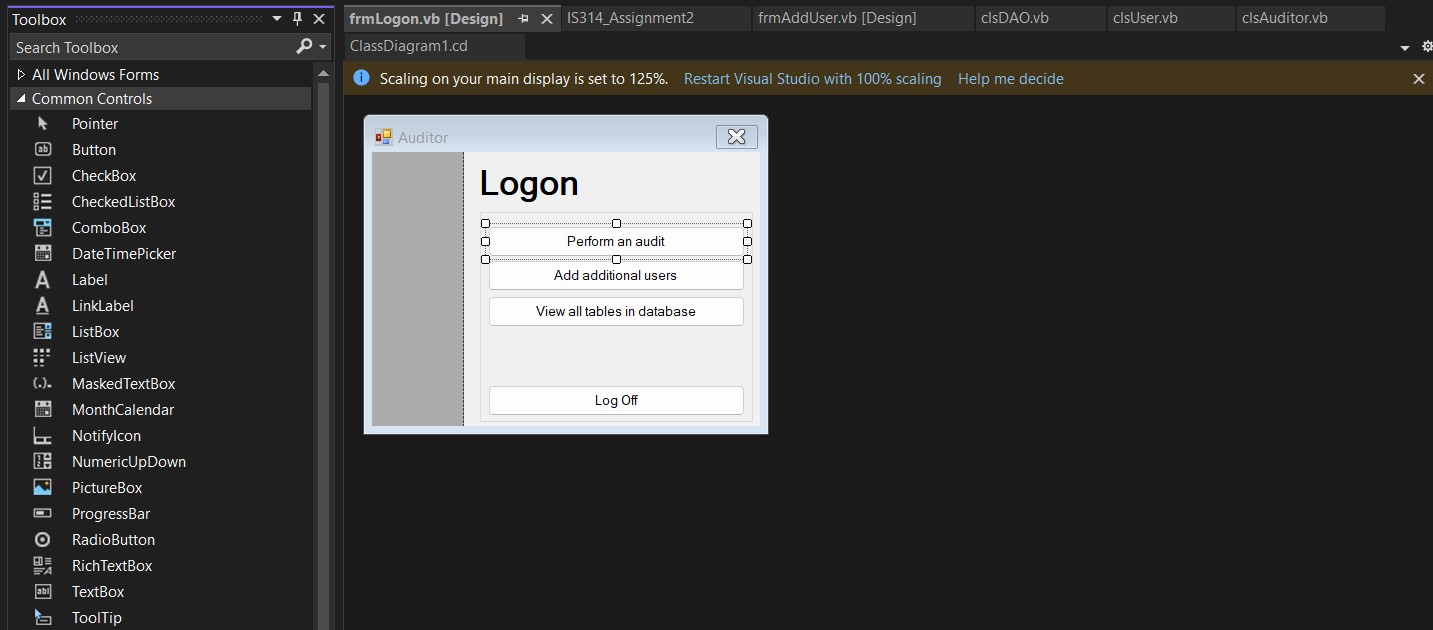 Toolbox
Search Toolbox
All Windows Forms
Common Controls
Pointer
Button
CheckBox
CheckedListBox
ComboBox
DateTimePicker
Label
LinkLabel
ListBox
ListView
MaskedTextBox
MonthCalendar
NotifyIcon
NumericUpDown
PictureBox
ProgressBar
RadioButton
RichTextBox
TextBox
ToolTip
frmLogon.vb [Design] IS314_Assignment2 frmAddUser.vb [Design] clsDAO.vb clsUser.vb clsAuditor.vb
ClassDiagram1.cd
Scaling on your main display is set to 125%. Restart Visual Studio with 100% scaling Help me decide
Auditor
Logon
Perform an audit
Add additional users
View all tables in database
Log Off